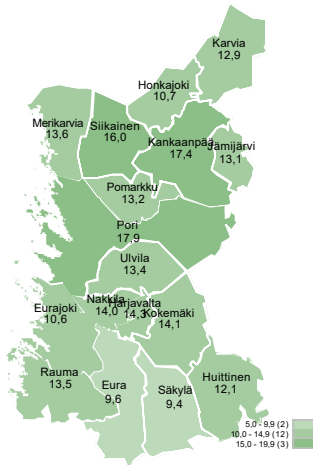 Karvia
12,9
Honkajoki
10,7
Merikarvia
13,6
Siikainen
16,0
Kankaanpää
17,4
Jämijärvi
13,1
Pomarkku
13,2
Pori
17,9
Ulvila
13,4
Eurajoki
10,6
Nakkila
14,0
Harjavalta
14,3
Kokemäki
14,1
Rauma
13,5
Eura
9,6
Säkylä
9,4
Huittinen
12,1
5,0 - 9,9 (2)
10,0 - 14,9 (12)
15,0 - 19,9 (3)